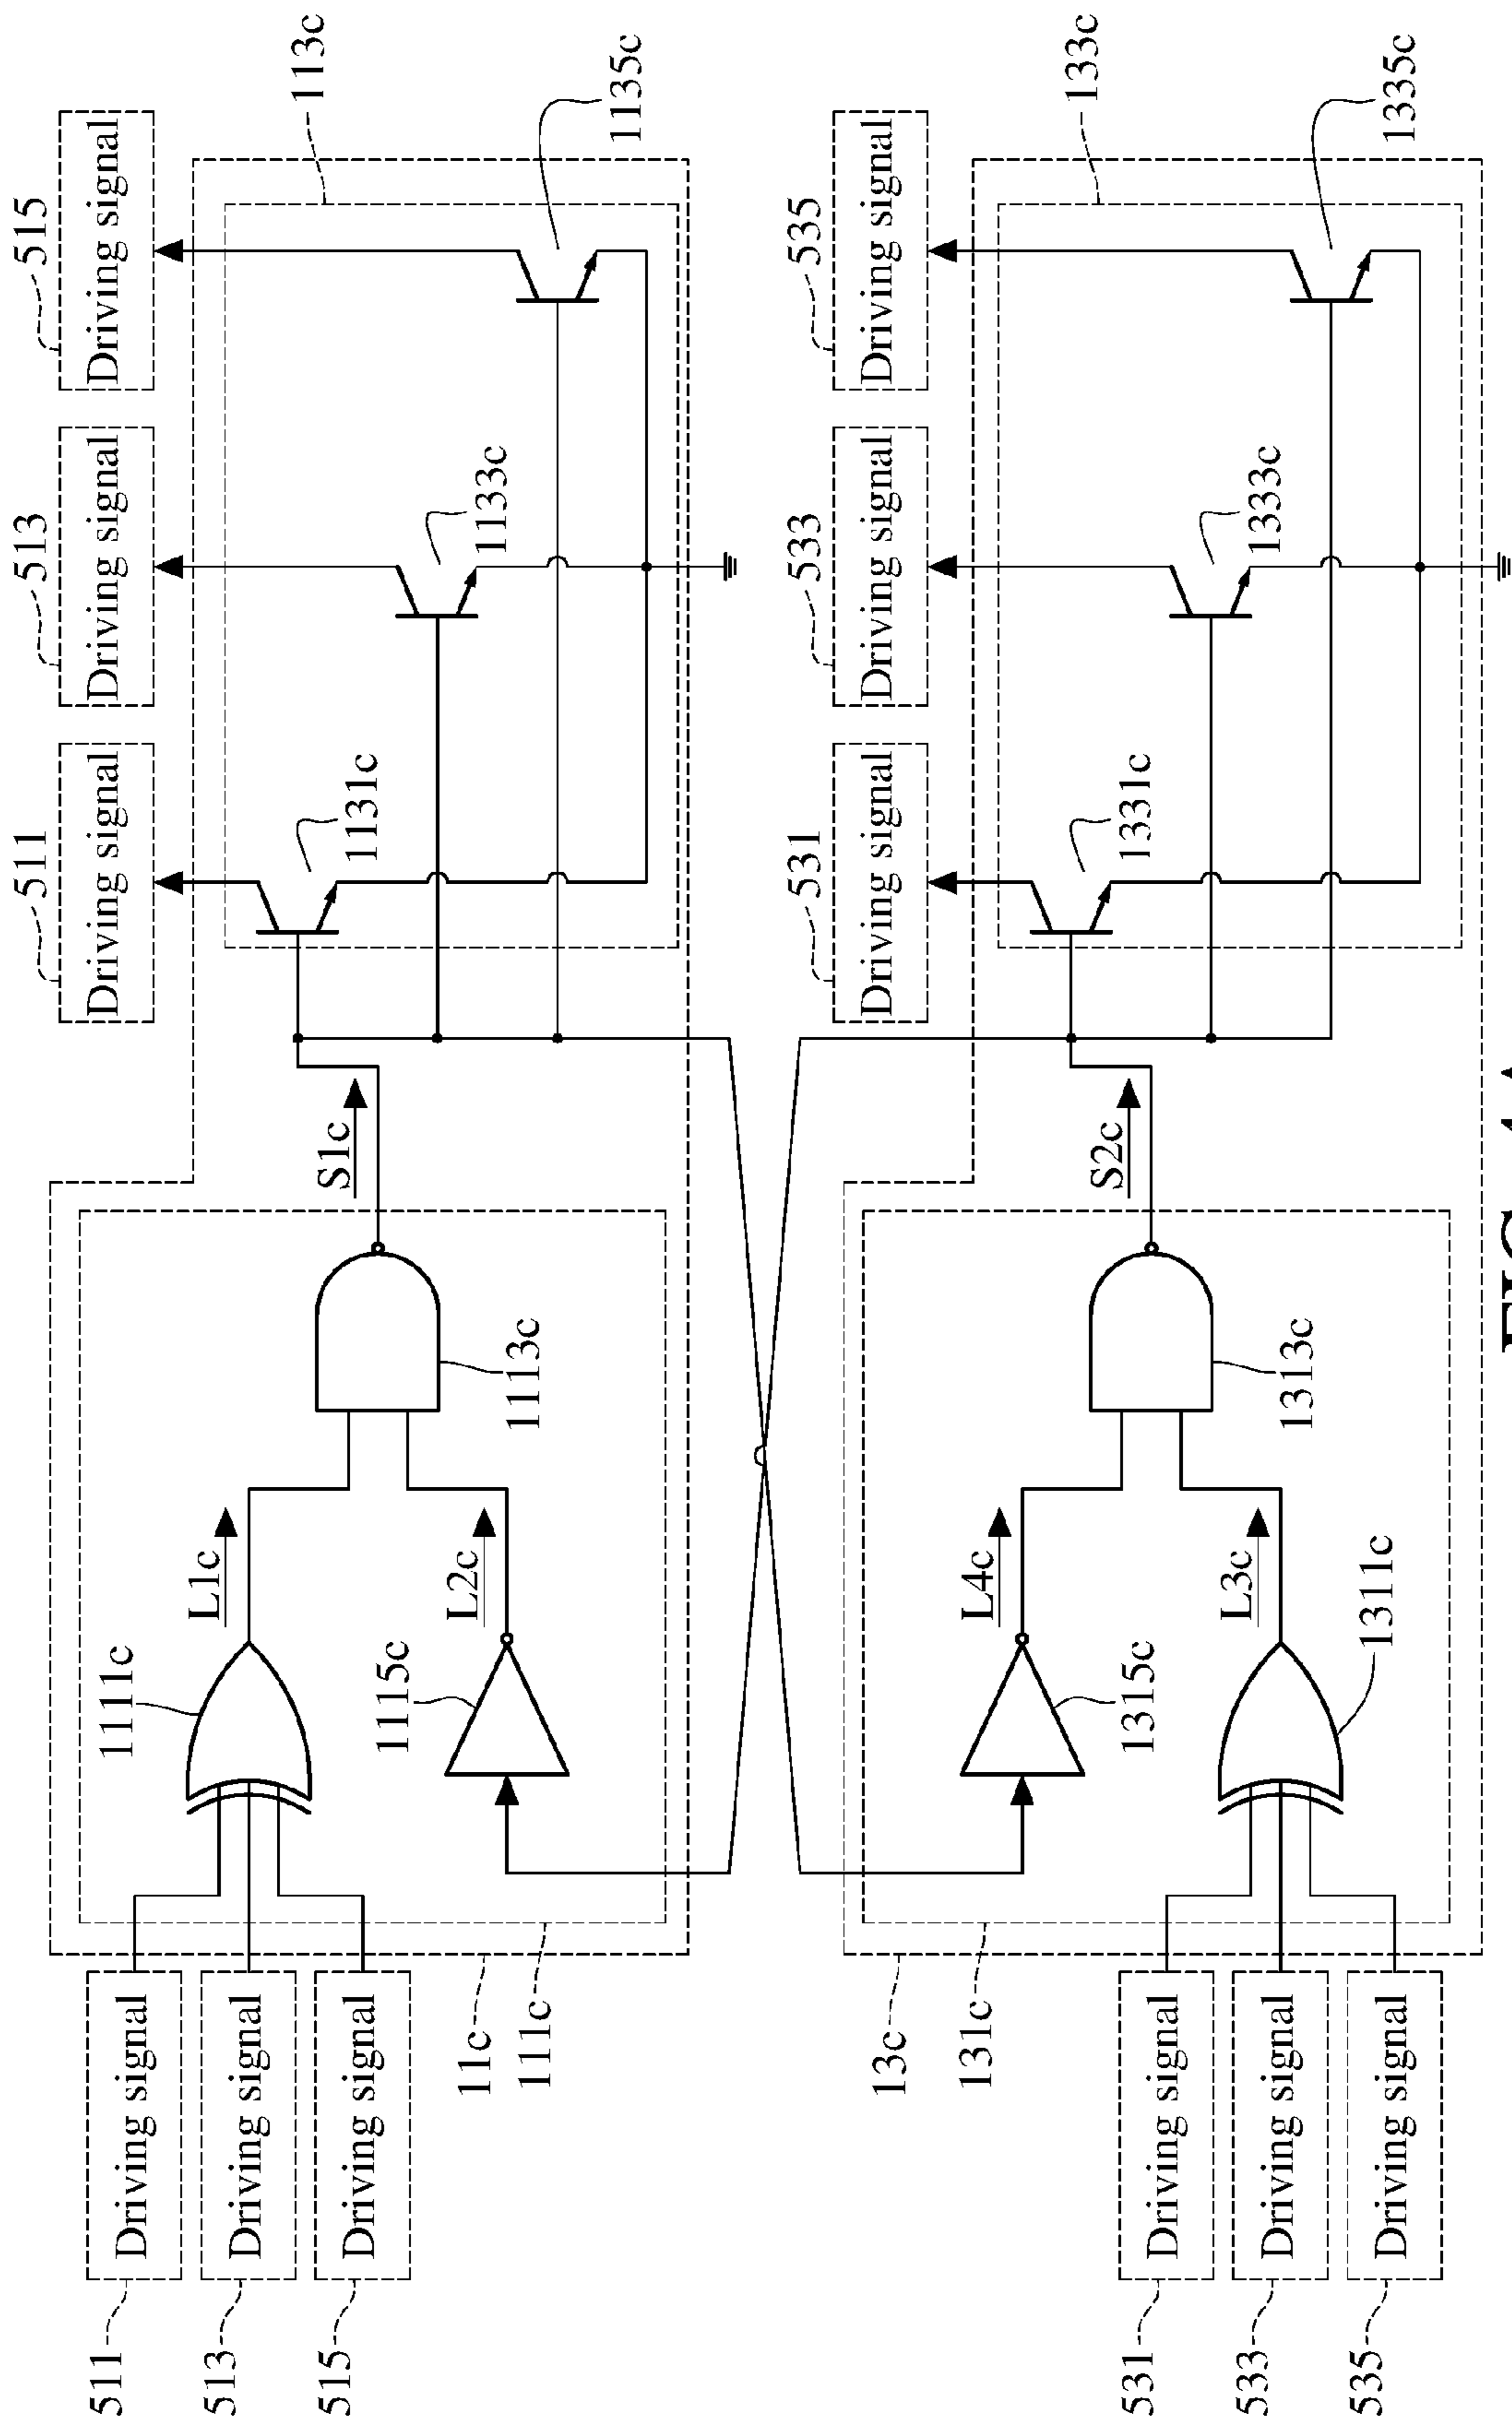 511
Driving signal
513
Driving signal
515
Driving signal
11c
111c
1111c
L1c
1115c
L2c
1113c
S1c
511
Driving signal
513
Driving signal
515
Driving signal
1131c
1133c
1135c
113c
531
Driving signal
533
Driving signal
535
Driving signal
13c
131c
1315c
L4c
1311c
L3c
1313c
S2c
531
Driving signal
533
Driving signal
535
Driving signal
1331c
1333c
1335c
133c